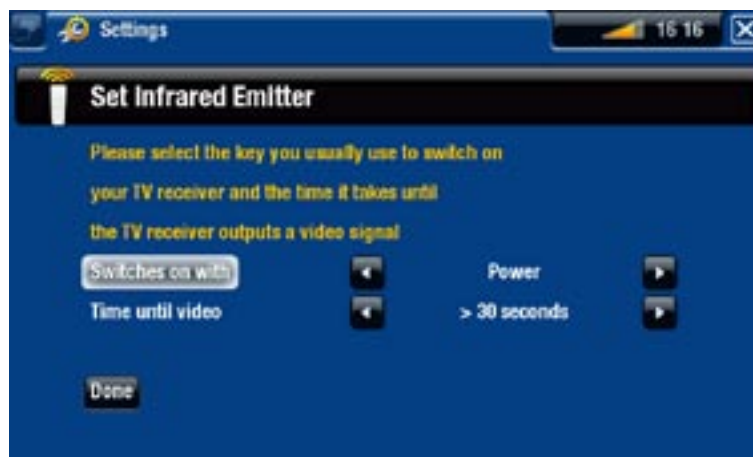 Settings
16 16
Set Infrared Emitter
Please select the key you usually use to switch on
your TV receiver and the time it takes until
the TV receiver outputs a video signal
Switches on with Power
Time until video > 30 seconds
Done